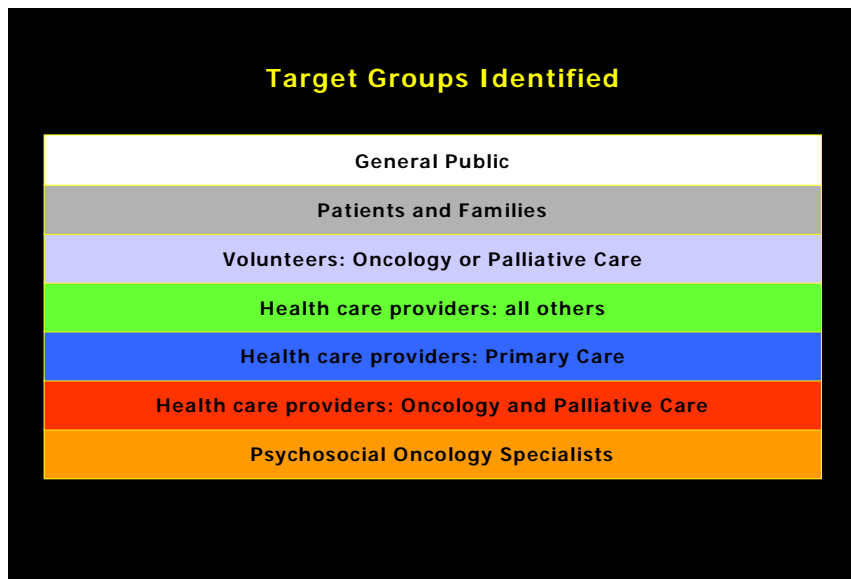 Target Groups Identified
General Public
Patients and Families
Volunteers: Oncology or Palliative Care
Health care providers: all others
Health care providers: Primary Care
Health care providers: Oncology and Palliative Care
Psychosocial Oncology Specialists